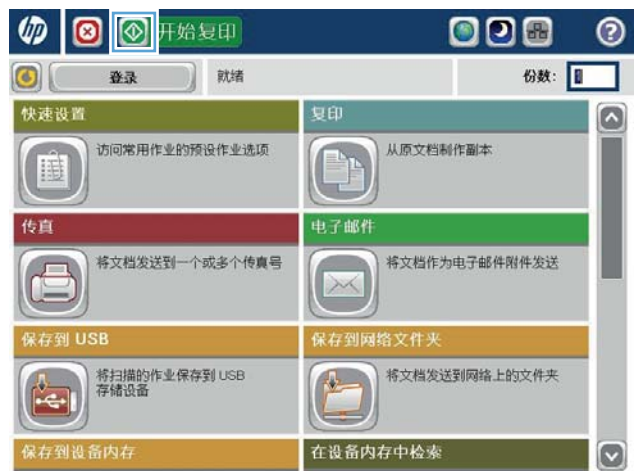 hp
开始复印
?
登录
就绪
份数:
快速设置
访问常用作业的预设作业选项
复印
从原文档制作副本
传真
将文档发送到一个或多个传真号
电子邮件
将文档作为电子邮件附件发送
保存到 USB
将扫描的作业保存到 USB
存储设备
保存到网络文件夹
将文档发送到网络上的文件夹
保存到设备内存
在设备内存中检索